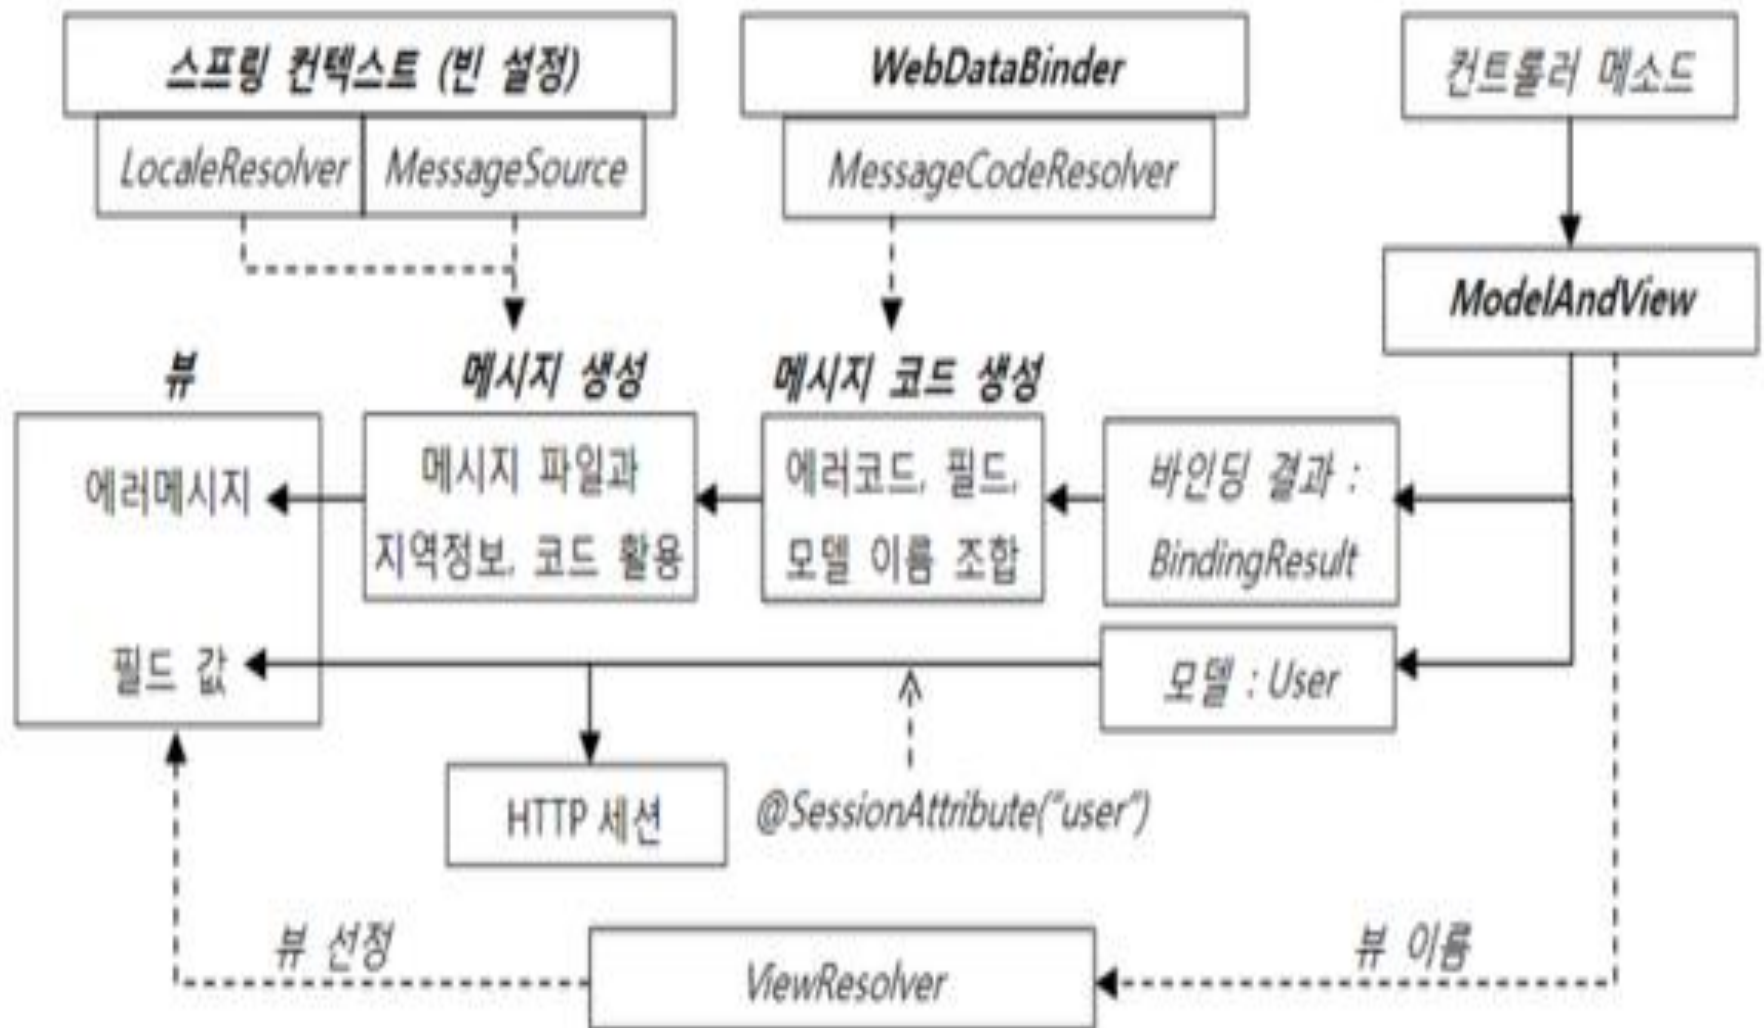 스프링 컨텍스트 (빈 설정)
WebDataBinder
컨트롤러 메소드
LocaleResolver
MessageSource
MessageCodeResolver
ModelAndView
뷰
메시지 생성
메시지 코드 생성
에러메시지
메시지 파일과
지역정보, 코드 활용
에러코드, 필드,
모델 이름 조합
바인딩 결과 :
BindingResult
필드 값
모델 : User
HTTP 세션
@SessionAttribute("user")
뷰 선정
ViewResolver
뷰 이름